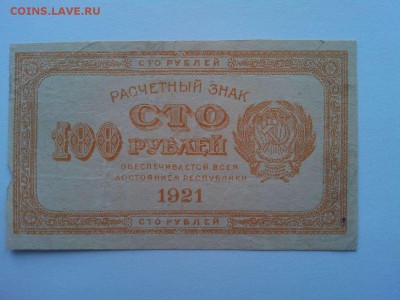 COINS.LAVE.RU
СТО РУБЛЕЙ
РАСЧЕТНЫЙ ЗНАК
СТО
100 РУБЛЕЙ
ОБЕСПЕЧИВАЕТСЯ ВСЕМ
ДОСТОЯНИЕМ РЕСПУБЛИКИ
1921
СТО РУБЛЕЙ